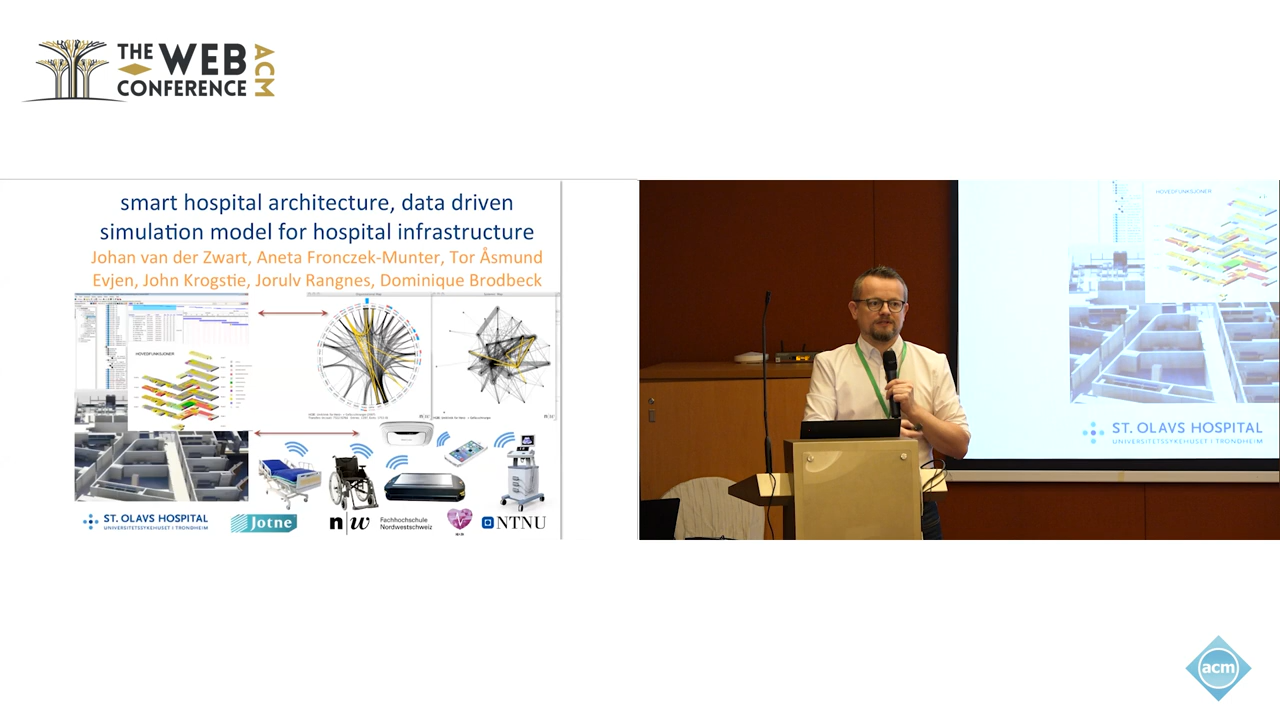 THE WEB
CONFERENCE
ACM
smart hospital architecture, data driven
simulation model for hospital infrastructure
Johan van der Zwart, Aneta Fronczek-Munter, Tor Åsmund
Evjen, John Krogstie, Jorulv Rangnes, Dominique Brodbeck
HOVEDFUNKSJONER
ST. OLAVS HOSPITAL
UNIVERSITETSSYKEHUSET I TRONDHEIM
Jotne
n|w
Fachhochschule
Nordwestschweiz
NTNU
HOVEDFUNKSJONER
ST. OLAVS HOSPITAL
UNIVERSITETSSYKEHUSET I TRONDHEIM
acm